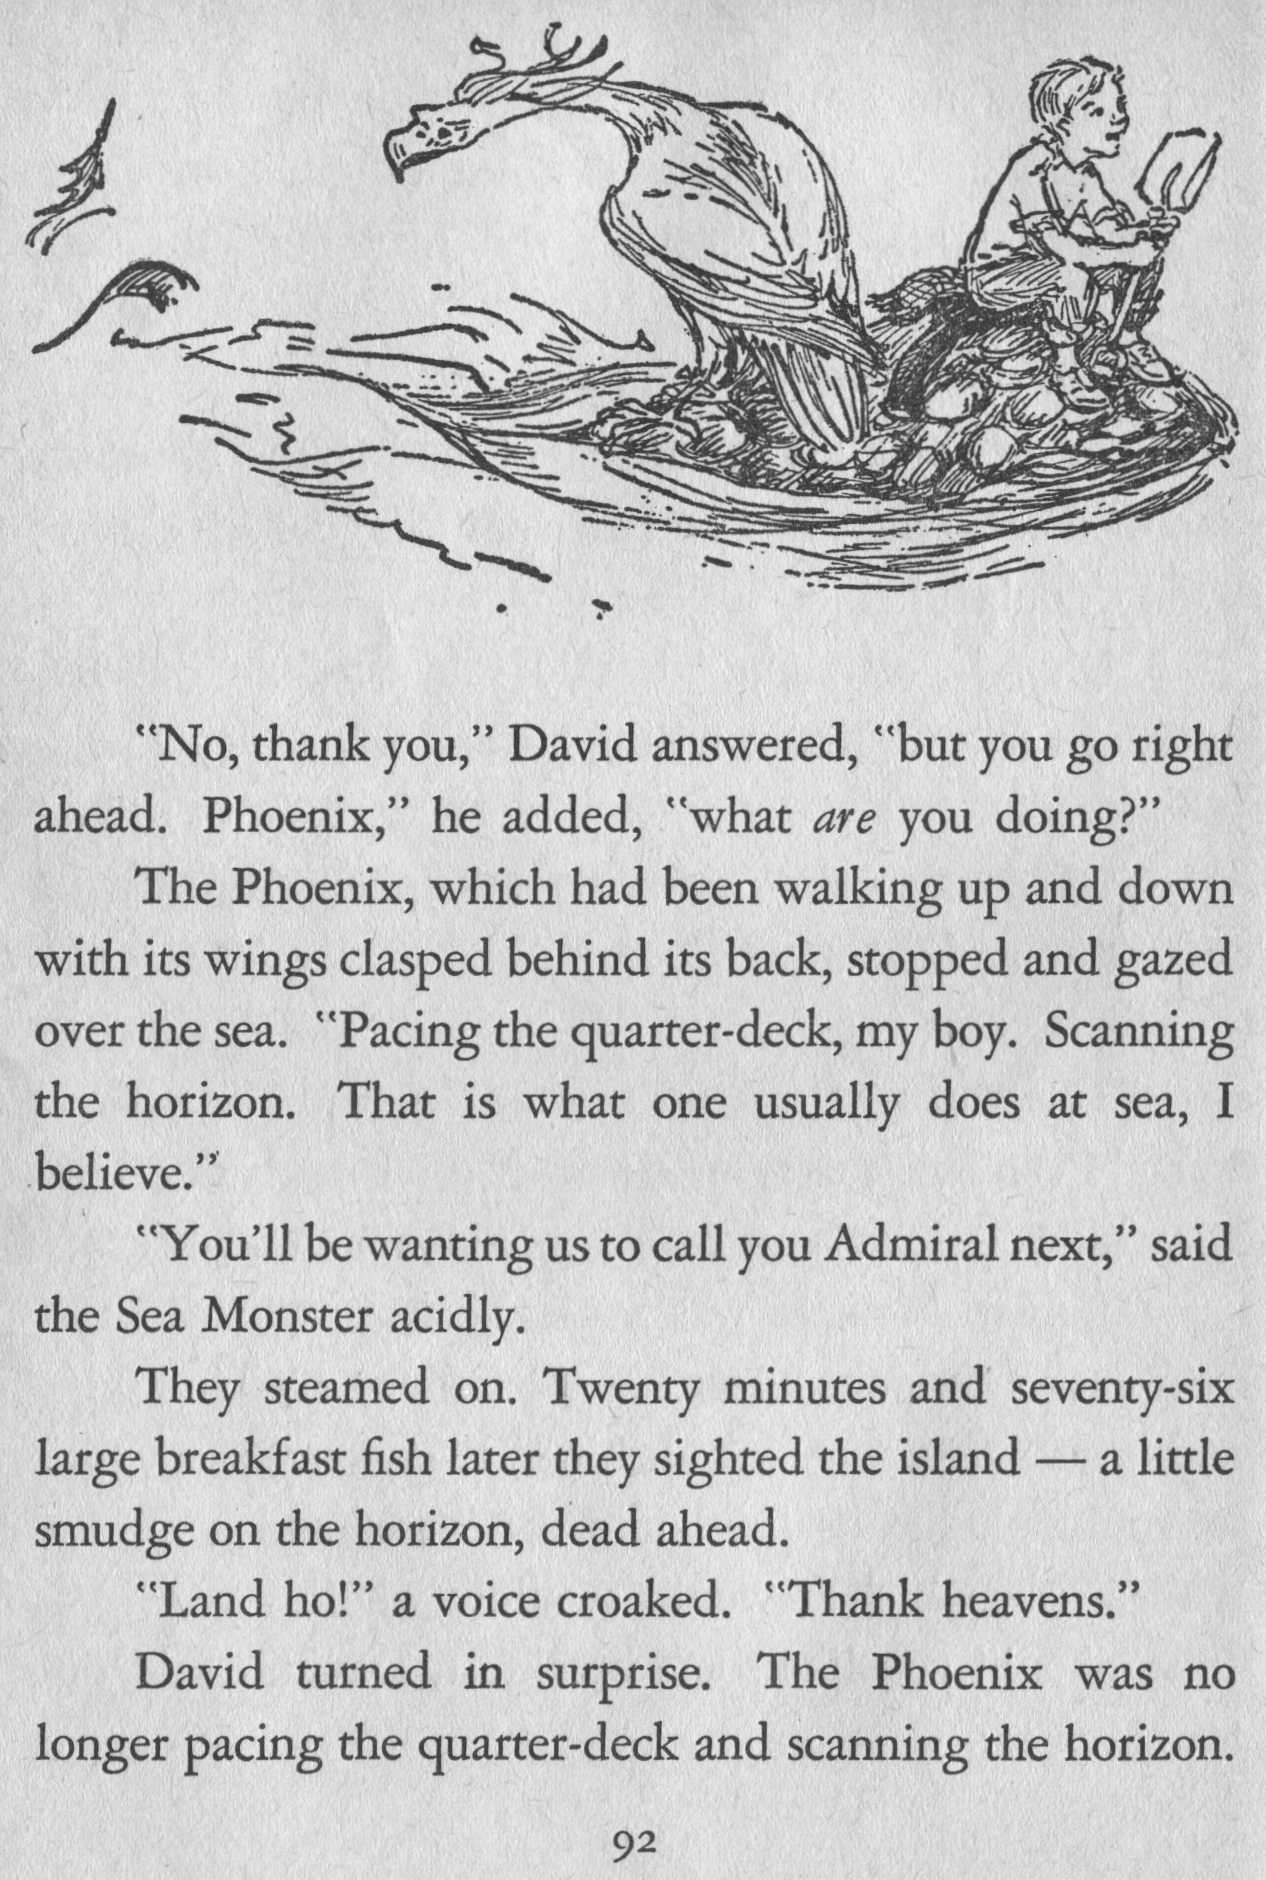 “No, thank you,” David answered, “but you go right
ahead. Phoenix,” he added, “what are you doing?”
The Phoenix, which had been walking up and down
with its wings clasped behind its back, stopped and gazed
over the sea. “Pacing the quarter-deck, my boy. Scanning
the horizon. That is what one usually does at sea, I
believe.”
“You’ll be wanting us to call you Admiral next,” said
the Sea Monster acidly.
They steamed on. Twenty minutes and seventy-six
large breakfast fish later they sighted the island — a little
smudge on the horizon, dead ahead.
“Land ho!” a voice croaked. “Thank heavens.”
David turned in surprise. The Phoenix was no
longer pacing the quarter-deck and scanning the horizon.
92